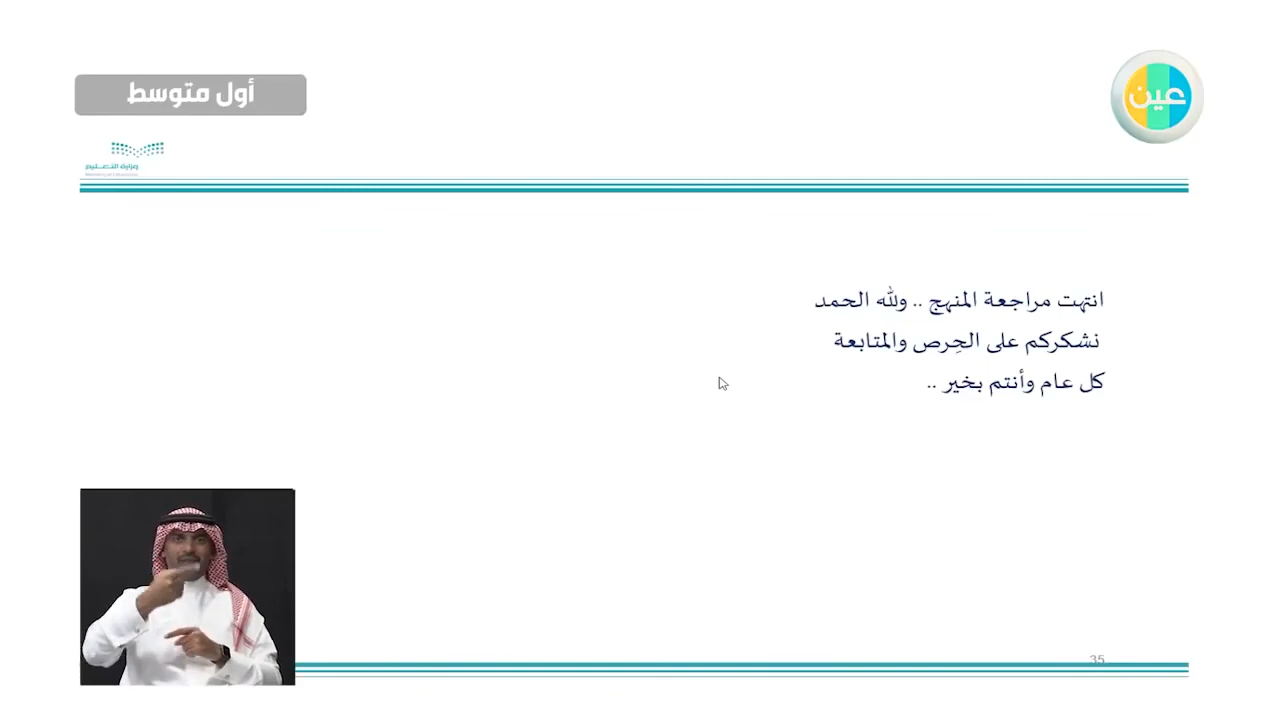 أول متوسط
عين
وزارة التعليم
انتهت مراجعة المنهج .. ولله الحمد
نشكركم على الحِرص والمتابعة
كل عام وأنتم بخير ..
35